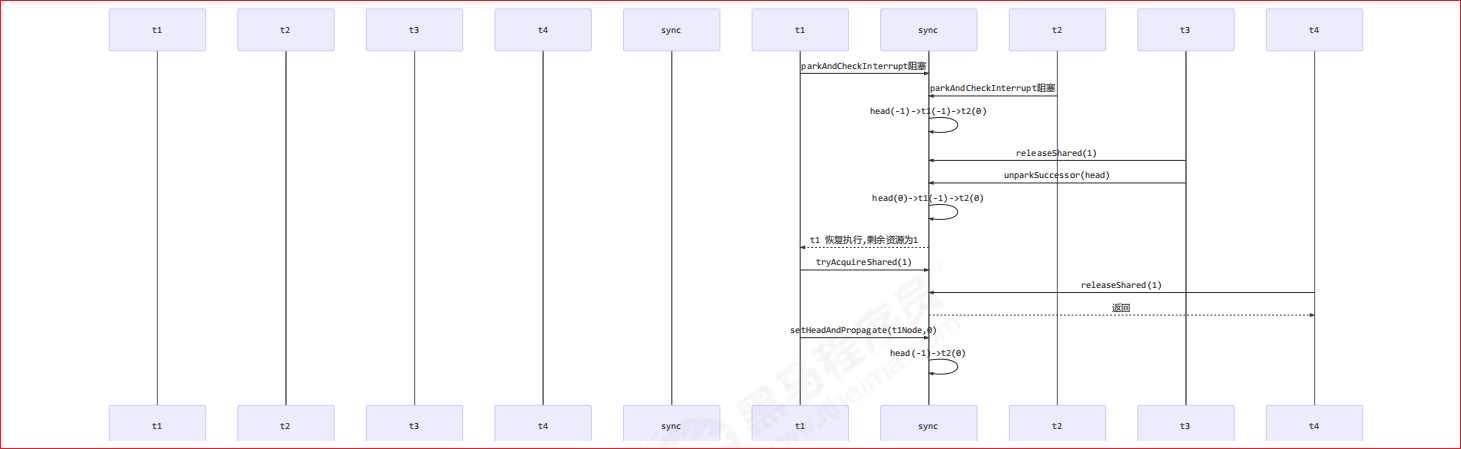 t1 t2 t3 t4 sync t1 sync t2 t3 t4
parkAndCheckInterrupt阻塞
parkAndCheckInterrupt阻塞
head(-1)->t1(-1)->t2(0)
releaseShared(1)
unparkSuccessor(head)
head(0)->t1(-1)->t2(0)
t1 恢复执行,剩余资源为1
tryAcquireShared(1)
releaseShared(1)
返回
setHeadAndPropagate(t1Node,0)
head(-1)->t2(0)
t1 t2 t3 t4 sync t1 sync t2 t3 t4
黑马程序员
www.itheima.com